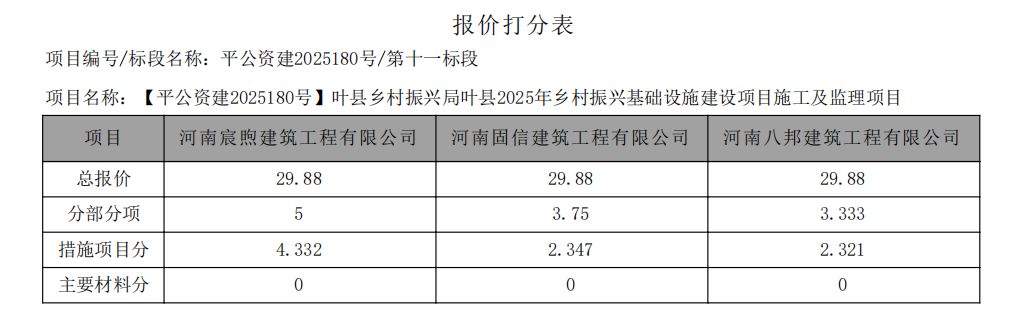 报价打分表
项目编号/标段名称：平公资建2025180号/第十一标段
项目名称：【平公资建2025180号】叶县乡村振兴局叶县2025年乡村振兴基础设施建设项目施工及监理项目
项目 河南宸煦建筑工程有限公司 河南固信建筑工程有限公司 河南八邦建筑工程有限公司
总报价 29.88 29.88 29.88
分部分项 5 3.75 3.333
措施项目分 4.332 2.347 2.321
主要材料分 0 0 0